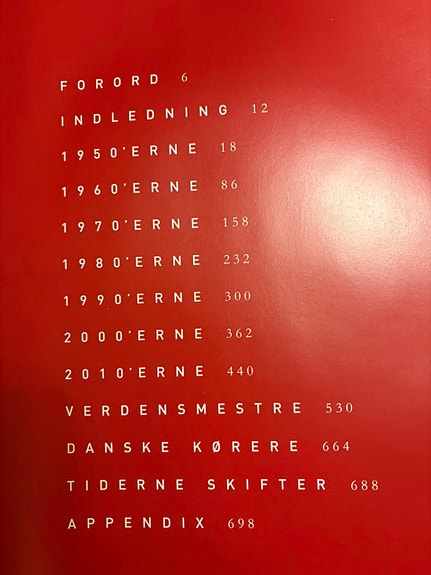 FORORD 6
INDLEDNING 12
1950'ERNE 18
1960'ERNE 86
1970'ERNE 158
1980'ERNE 232
1990'ERNE 300
2000'ERNE 362
2010'ERNE 440
VERDENSMESTRE 530
DANSKE KØRERE 664
TIDERNE SKIFTER 688
APPENDIX 698